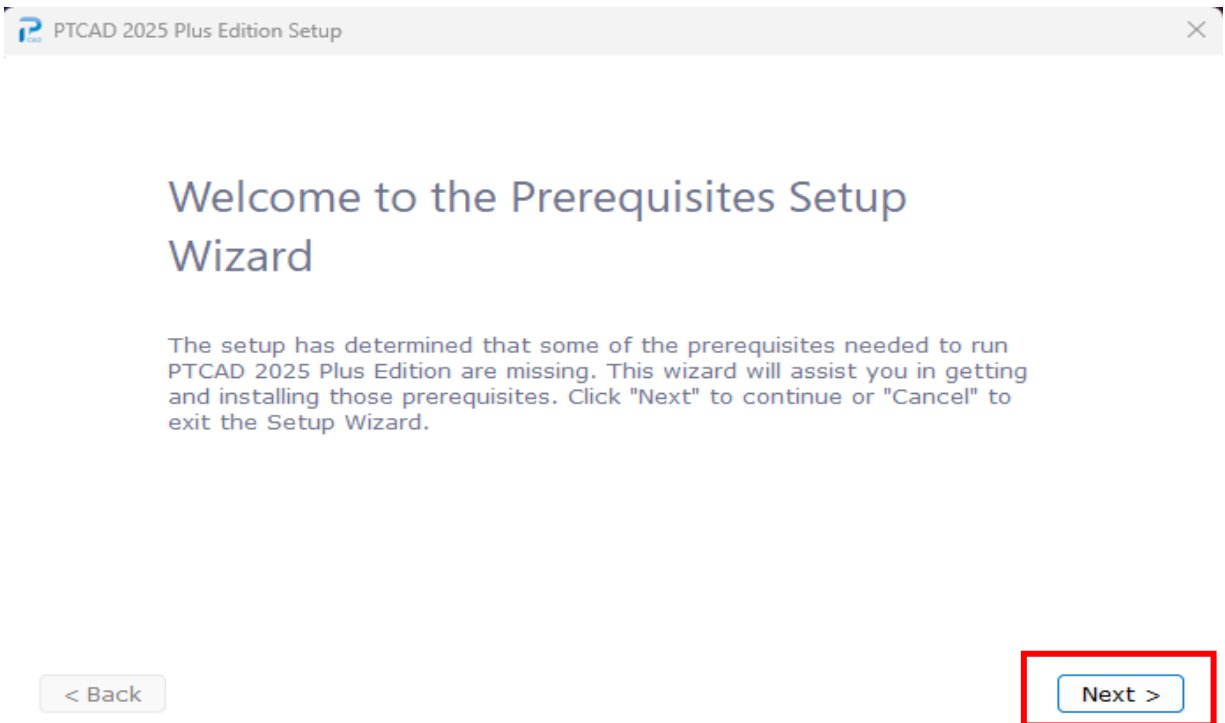 PTCAD 2025 Plus Edition Setup
Welcome to the Prerequisites Setup
Wizard
The setup has determined that some of the prerequisites needed to run
PTCAD 2025 Plus Edition are missing. This wizard will assist you in getting
and installing those prerequisites. Click "Next" to continue or "Cancel" to
exit the Setup Wizard.
< Back
Next >